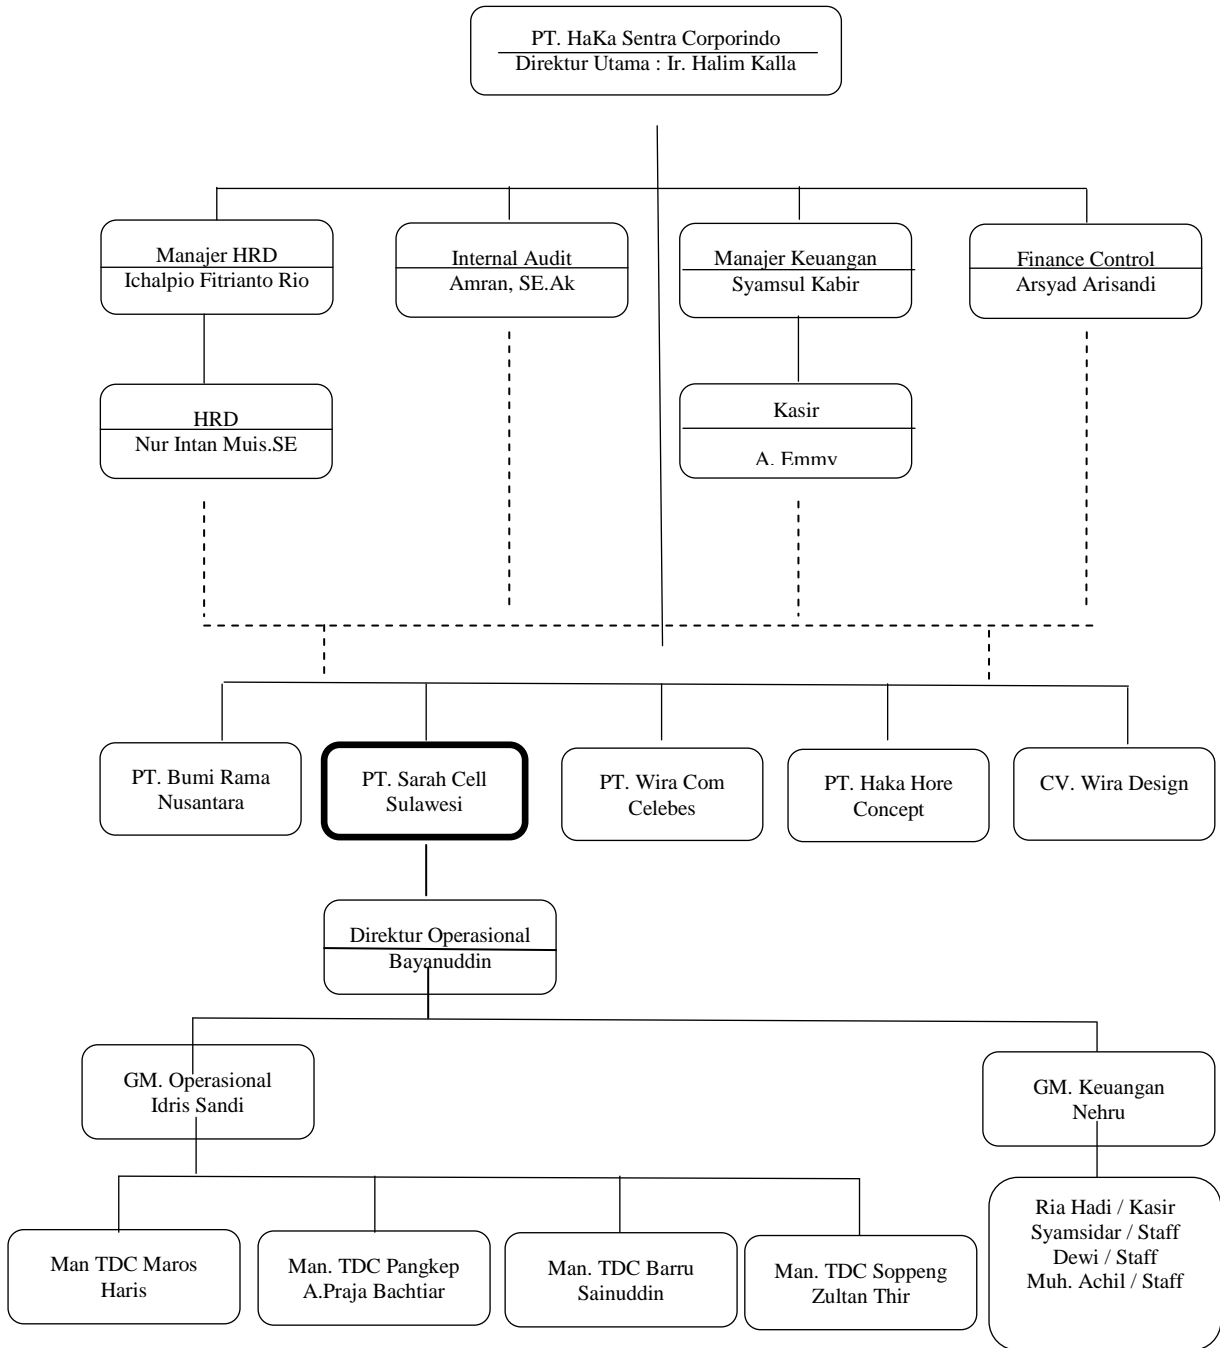 PT. HaKa Sentra Corporindo
Direktur Utama : Ir. Halim Kalla
Manajer HRD
Ichalpio Fitrianto Rio
Internal Audit
Amran, SE.Ak
Manajer Keuangan
Syamsul Kabir
Finance Control
Arsyad Arisandi
HRD
Nur Intan Muis.SE
Kasir
A. Emmy
PT. Bumi Rama
Nusantara
PT. Sarah Cell
Sulawesi
PT. Wira Com
Celebes
PT. Haka Hore
Concept
CV. Wira Design
Direktur Operasional
Bayanuddin
GM. Operasional
Idris Sandi
GM. Keuangan
Nehru
Man TDC Maros
Haris
Man. TDC Pangkep
A.Praja Bachtiar
Man. TDC Barru
Sainuddin
Man. TDC Soppeng
Zultan Thir
Ria Hadi / Kasir
Syamsidar / Staff
Dewi / Staff
Muh. Achil / Staff